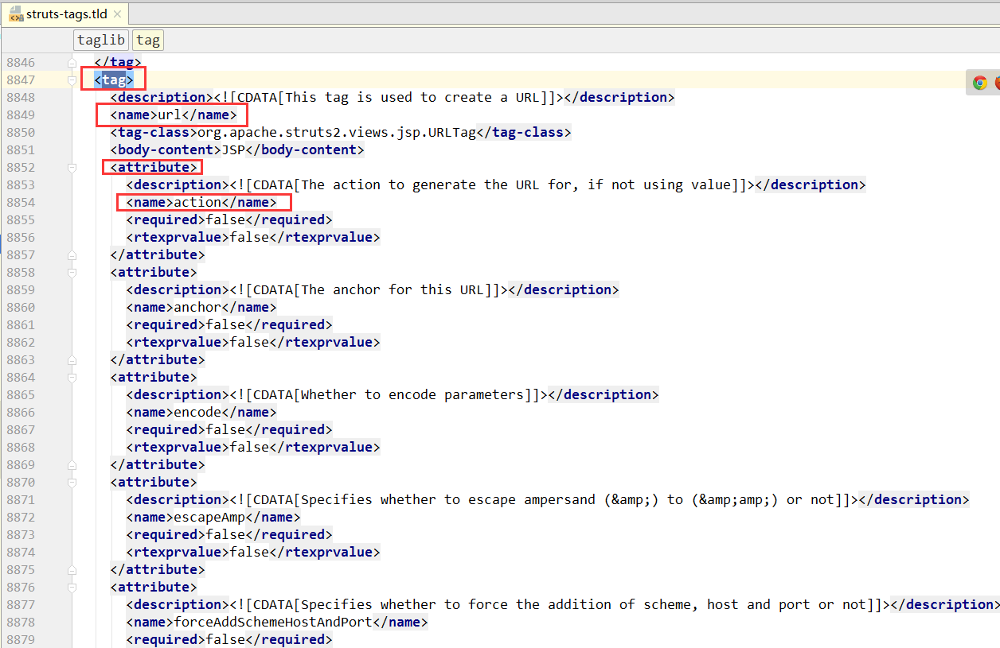 struts-tags.tld
taglib tag
8846 </tag>
8847 <tag>
8848 <description><![CDATA[This tag is used to create a URL]]></description>
8849 <name>url</name>
8850 <tag-class>org.apache.struts2.views.jsp.URLTag</tag-class>
8851 <body-content>JSP</body-content>
8852 <attribute>
8853 <description><![CDATA[The action to generate the URL for, if not using value]]></description>
8854 <name>action</name>
8855 <required>false</required>
8856 <rtexprvalue>false</rtexprvalue>
8857 </attribute>
8858 <attribute>
8859 <description><![CDATA[The anchor for this URL]]></description>
8860 <name>anchor</name>
8861 <required>false</required>
8862 <rtexprvalue>false</rtexprvalue>
8863 </attribute>
8864 <attribute>
8865 <description><![CDATA[Whether to encode parameters]]></description>
8866 <name>encode</name>
8867 <required>false</required>
8868 <rtexprvalue>false</rtexprvalue>
8869 </attribute>
8870 <attribute>
8871 <description><![CDATA[Specifies whether to escape ampersand (&amp;) to (&amp;amp;) or not]]></description>
8872 <name>escapeAmp</name>
8873 <required>false</required>
8874 <rtexprvalue>false</rtexprvalue>
8875 </attribute>
8876 <attribute>
8877 <description><![CDATA[Specifies whether to force the addition of scheme, host and port or not]]></description>
8878 <name>forceAddSchemeHostAndPort</name>
8879 <required>false</required>